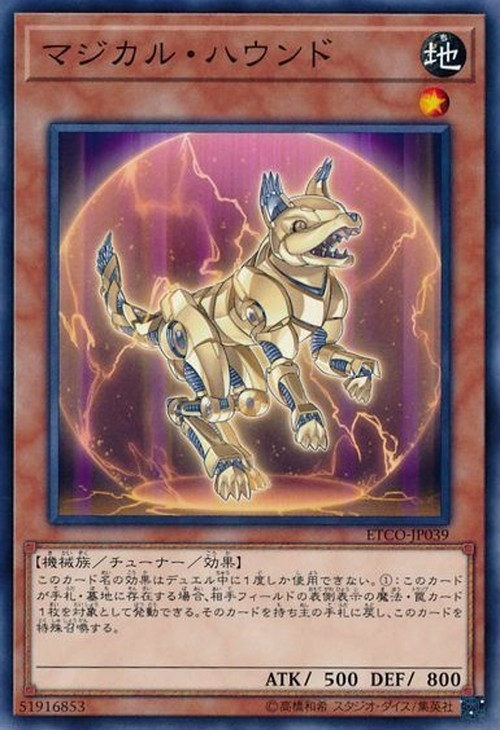 マジカル・ハウンド
地
ETCO-JP039
【機械族／チューナー／効果】
このカード名の効果はデュエル中に１度しか使用できない。①：このカード
が手札・墓地に存在する場合、相手フィールドの表側表示の魔法・罠カード
１枚を対象として発動できる。そのカードを持ち主の手札に戻し、このカードを
特殊召喚する。
ATK/ 500 DEF/ 800
51916853 ©高橋和希 スタジオ・ダイス/集英社